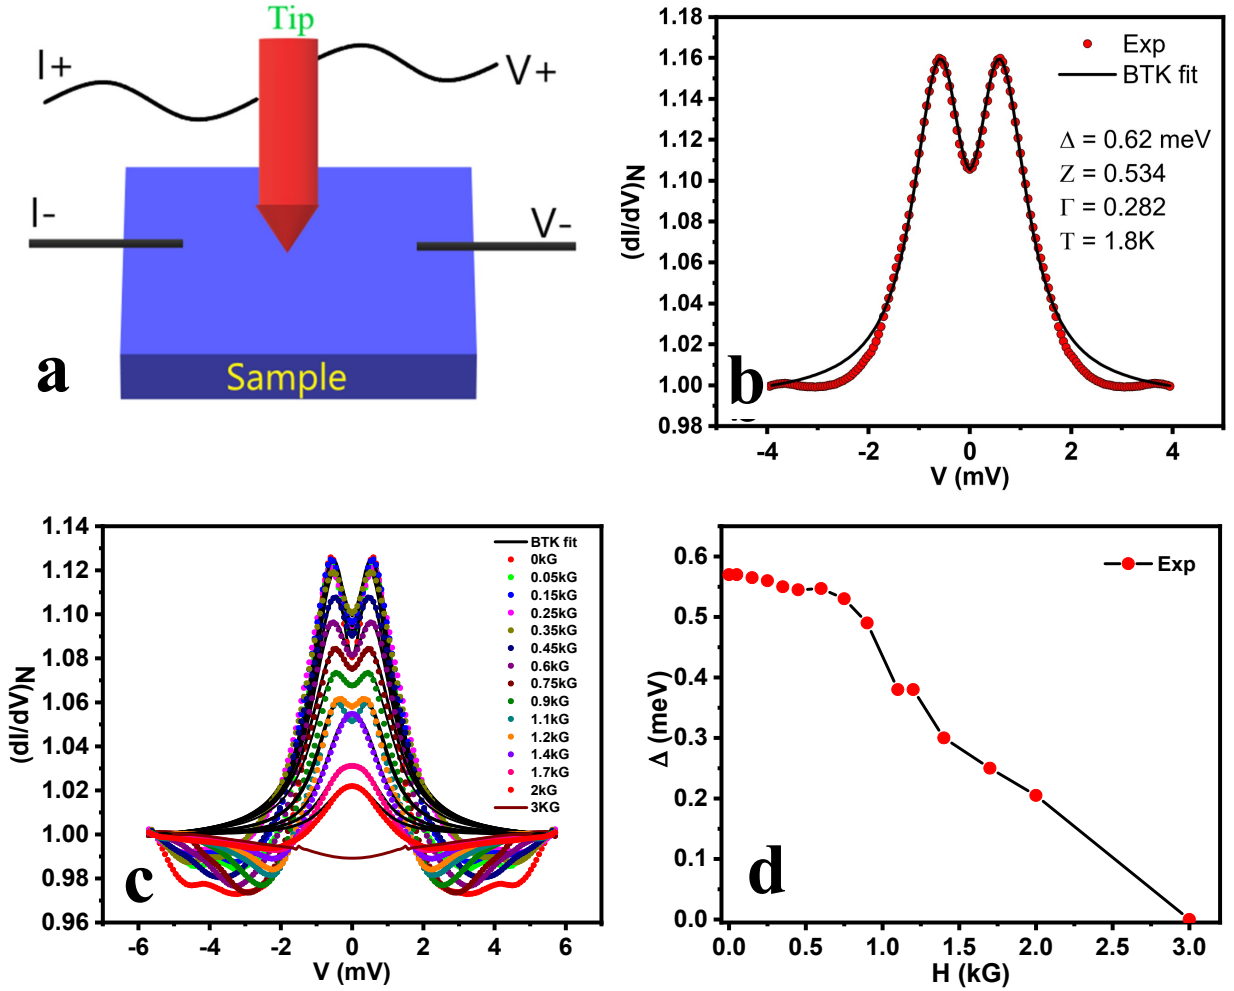 Tip
I+
V+
I-
V-
Sample
a
1.18
1.16
1.14
1.12
1.10
1.08
1.06
1.04
1.02
1.00
0.98
(dI/dV)N
Exp
BTK fit
Δ = 0.62 meV
Z = 0.534
Γ = 0.282
T = 1.8K
b
-4
-2
0
2
4
V (mV)
1.14
1.12
1.10
1.08
1.06
1.04
1.02
1.00
0.98
0.96
(dI/dV)N
BTK fit
0kG
0.05kG
0.15kG
0.25kG
0.35kG
0.45kG
0.6kG
0.75kG
0.9kG
1.1kG
1.2kG
1.4kG
1.7kG
2kG
3KG
c
-6
-4
-2
0
2
4
6
V (mV)
0.6
0.5
0.4
0.3
0.2
0.1
0.0
Δ (meV)
Exp
d
0.0
0.5
1.0
1.5
2.0
2.5
3.0
H (kG)